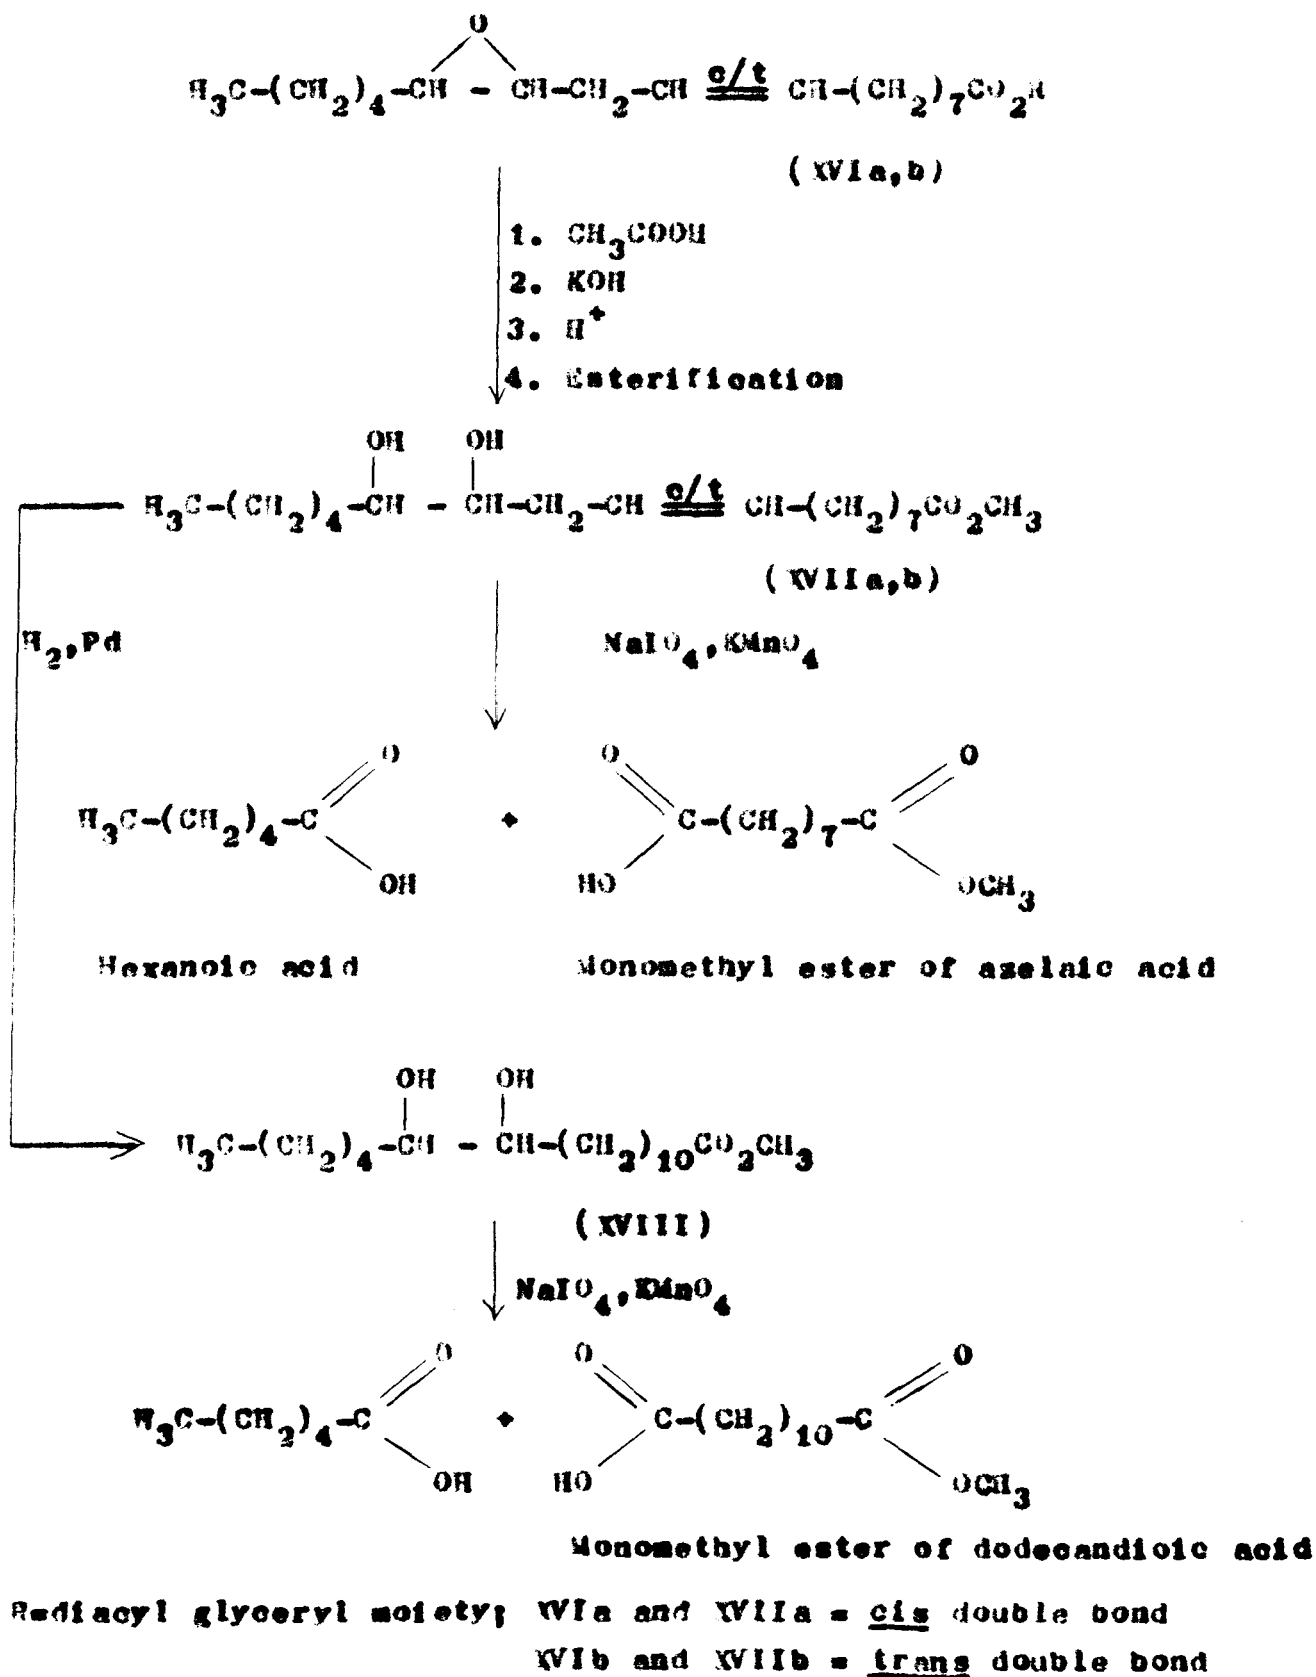 O
H₃C-(CH₂)₄-CH - CH-CH₂-CH c/t CH-(CH₂)₇CO₂R
(XVIa,b)
1. CH₃COOH
2. KOH
3. H⁺
4. Esterification
OH OH
H₃C-(CH₂)₄-CH - CH-CH₂-CH c/t CH-(CH₂)₇CO₂CH₃
(XVIIa,b)
H₂,Pd NaIO₄,KMnO₄
O O O
H₃C-(CH₂)₄-C + C-(CH₂)₇-C
OH HO OCH₃
Hexanoic acid Monomethyl ester of azelaic acid
OH OH
H₃C-(CH₂)₄-CH - CH-(CH₂)₁₀CO₂CH₃
(XVIII)
NaIO₄,KMnO₄
O O O
H₃C-(CH₂)₄-C + C-(CH₂)₁₀-C
OH HO OCH₃
Monomethyl ester of dodecandioic acid
R=diacyl glyceryl moiety; XVIa and XVIIa = cis double bond
XVIb and XVIIb = trans double bond